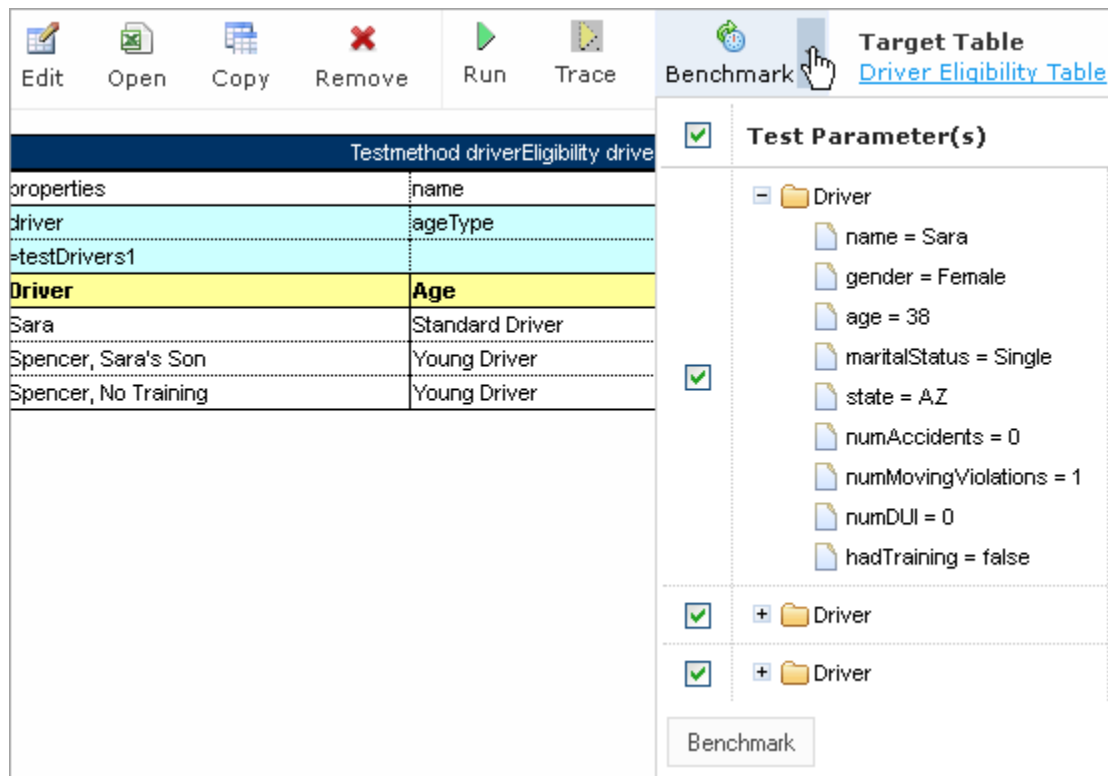 Edit Open Copy Remove Run Trace Benchmark
Target Table
Driver Eligibility Table
Testmethod driverEligibility drive
properties name
driver ageType
=testDrivers1
Driver Age
Sara Standard Driver
Spencer, Sara's Son Young Driver
Spencer, No Training Young Driver
Test Parameter(s)
Driver
name = Sara
gender = Female
age = 38
maritalStatus = Single
state = AZ
numAccidents = 0
numMovingViolations = 1
numDUI = 0
hadTraining = false
Driver
Driver
Benchmark